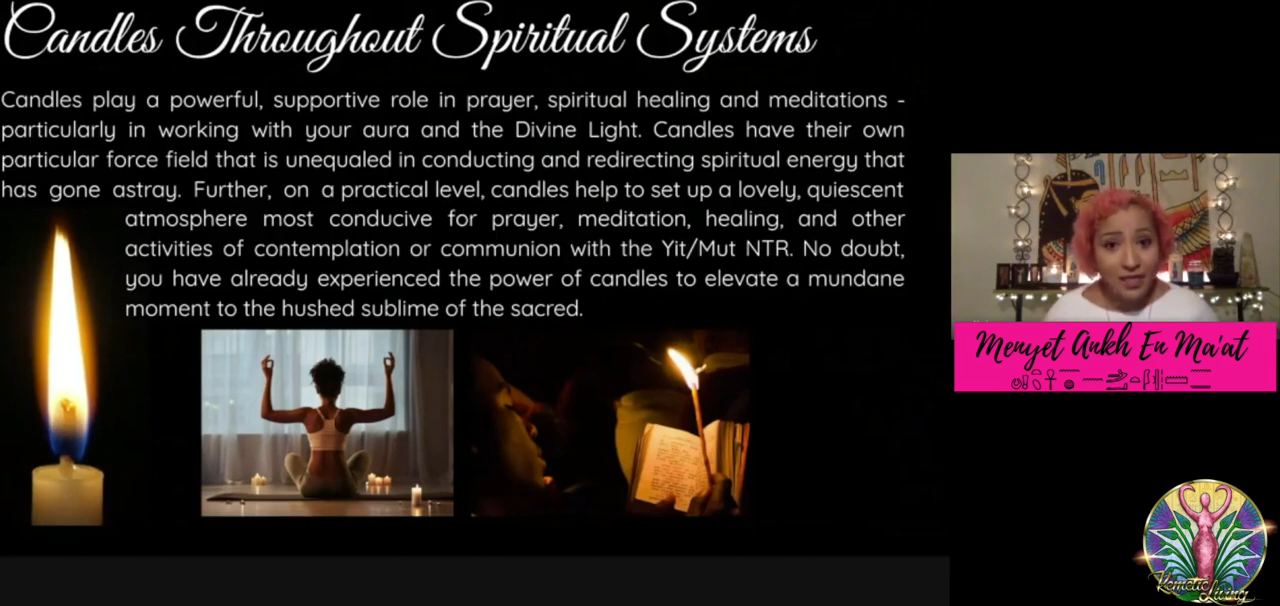 Candles Throughout Spiritual Systems
Candles play a powerful, supportive role in prayer, spiritual healing and meditations -
particularly in working with your aura and the Divine Light. Candles have their own
particular force field that is unequaled in conducting and redirecting spiritual energy that
has gone astray. Further, on a practical level, candles help to set up a lovely, quiescent
atmosphere most conducive for prayer, meditation, healing, and other
activities of contemplation or communion with the Yit/Mut NTR. No doubt,
you have already experienced the power of candles to elevate a mundane
moment to the hushed sublime of the sacred.
Menyet Ankh En Ma'at
Kemetic Living